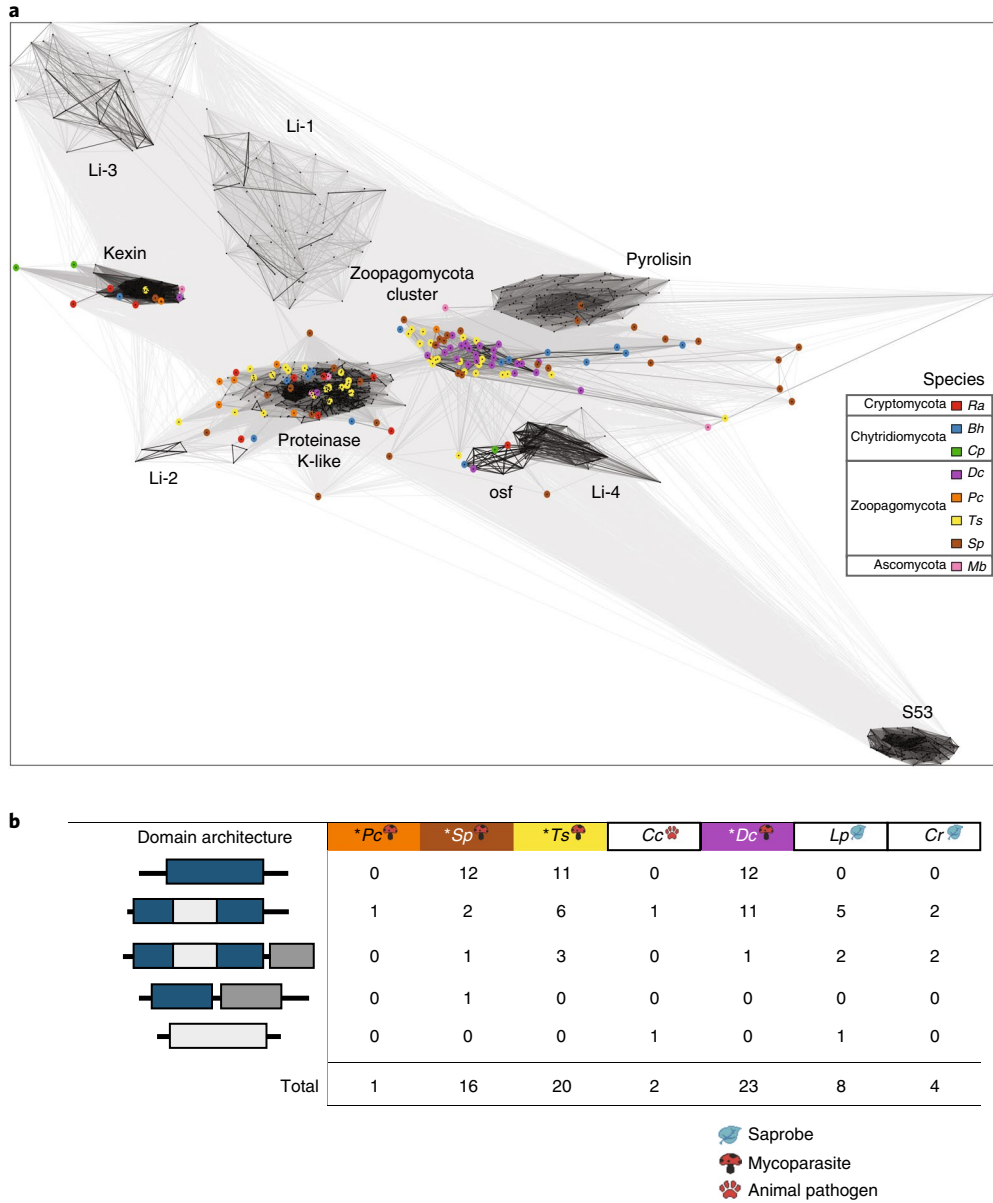 a
Li-1
Li-3
Kexin
Zoopagomycota
cluster
Pyrolisin
Proteinase
K-like
Li-2
osf
Li-4
S53
Species
Cryptomycota Ra
Chytridiomycota Bh
Cp
Zoopagomycota Dc
Pc
Ts
Sp
Ascomycota Mb
b
Domain architecture *Pc *Sp *Ts Cc *Dc Lp Cr
0 12 11 0 12 0 0
1 2 6 1 11 5 2
0 1 3 0 1 2 2
0 1 0 0 0 0 0
0 0 0 1 0 1 0
Total 1 16 20 2 23 8 4
Saprobe
Mycoparasite
Animal pathogen